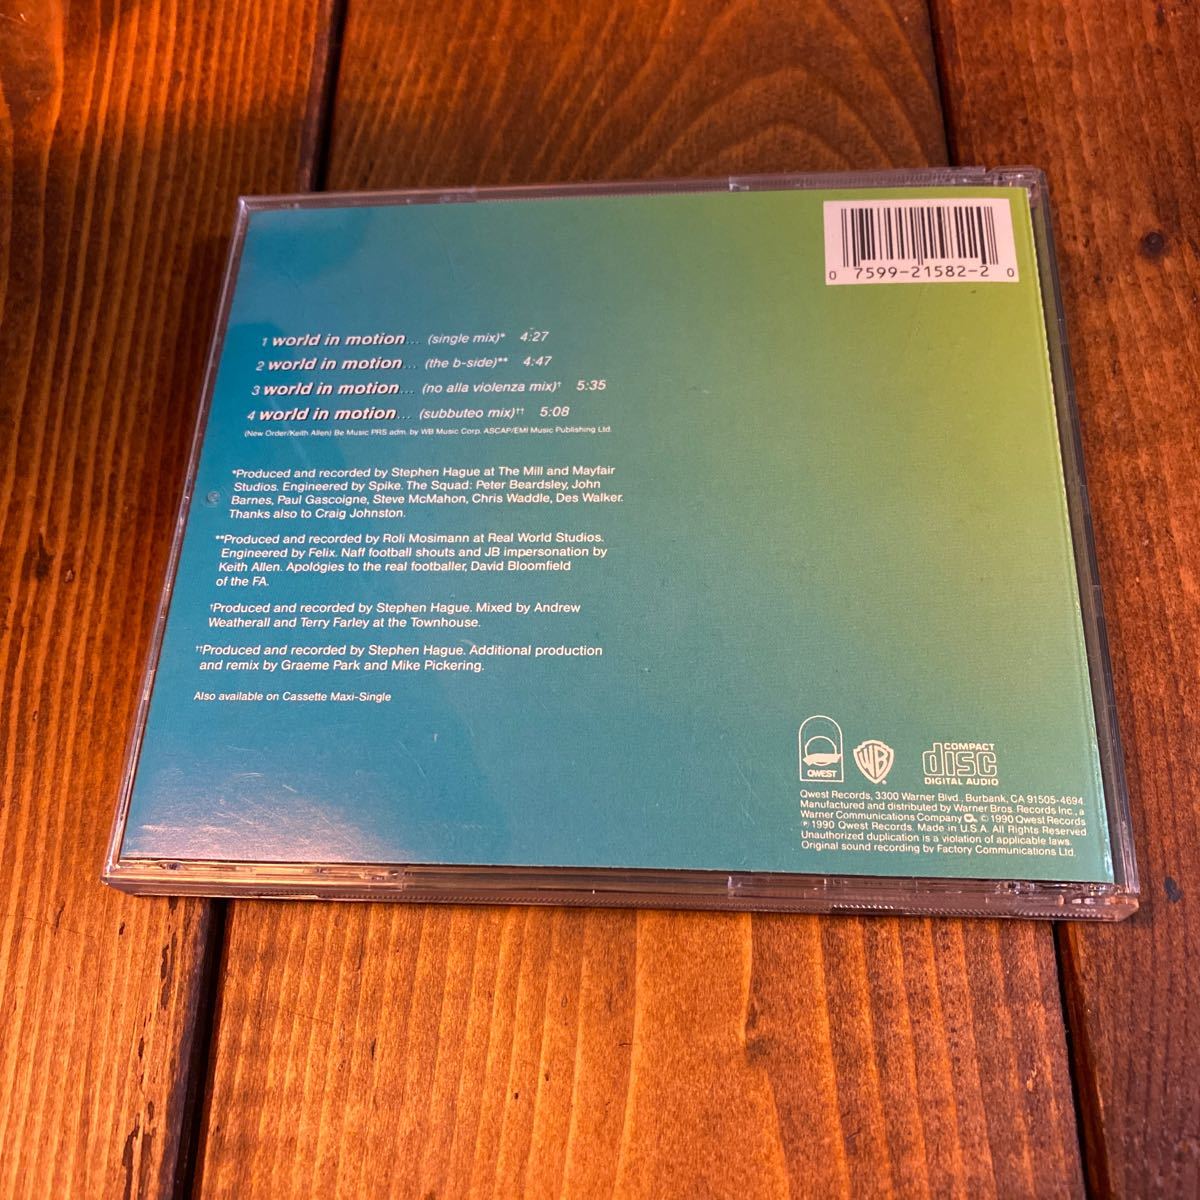 0 7599-21582-2 0
1 world in motion... (single mix)* 4:27
2 world in motion... (the b-side)** 4:47
3 world in motion... (no alla violenza mix)† 5:35
4 world in motion... (subbuteo mix)†† 5:08
(New Order/Keith Allen) Be Music PRS adm. by WB Music Corp. ASCAP/EMI Music Publishing Ltd.
*Produced and recorded by Stephen Hague at The Mill and Mayfair
Studios. Engineered by Spike. The Squad: Peter Beardsley, John
Barnes, Paul Gascoigne, Steve McMahon, Chris Waddle, Des Walker.
Thanks also to Craig Johnston.
**Produced and recorded by Roli Mosimann at Real World Studios.
Engineered by Felix. Naff football shouts and JB impersonation by
Keith Allen. Apologies to the real footballer, David Bloomfield
of the FA.
†Produced and recorded by Stephen Hague. Mixed by Andrew
Weatherall and Terry Farley at the Townhouse.
††Produced and recorded by Stephen Hague. Additional production
and remix by Graeme Park and Mike Pickering.
Also available on Cassette Maxi-Single
QWEST
WB
COMPACT
disc
DIGITAL AUDIO
Qwest Records, 3300 Warner Blvd., Burbank, CA 91505-4694.
Manufactured and distributed by Warner Bros. Records Inc., a
Warner Communications Company. © 1990 Qwest Records
℗ 1990 Qwest Records. Made in U.S.A. All Rights Reserved.
Unauthorized duplication is a violation of applicable laws.
Original sound recording by Factory Communications Ltd.